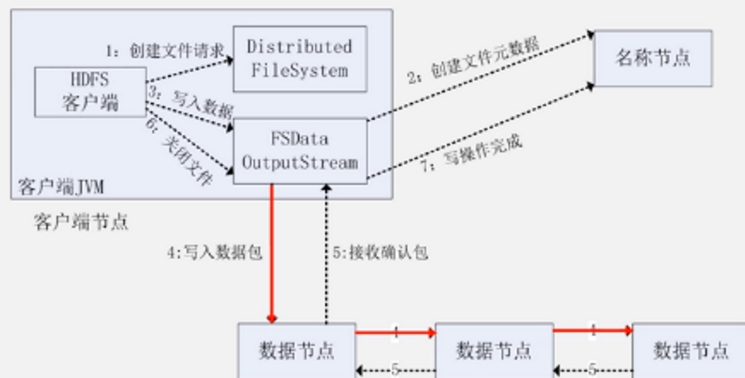 1：创建文件请求
Distributed
FileSystem
HDFS
客户端
3：写入数据
6：关闭文件
FSData
OutputStream
2：创建文件元数据
名称节点
7：写操作完成
客户端JVM
客户端节点
4:写入数据包
5:接收确认包
数据节点
4
5
数据节点
4
5
数据节点